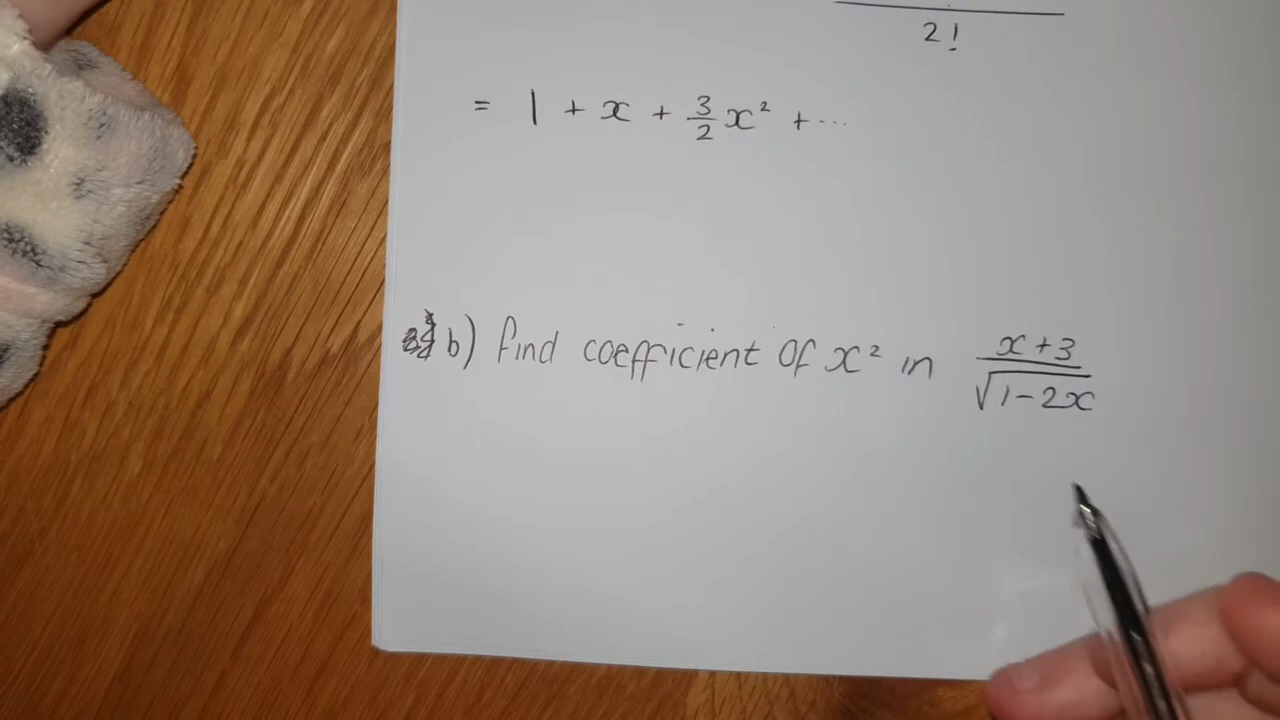 2!
= 1 + x + 3/2 x² + ...
b) find coefficient of x² in x+3 / √1-2x